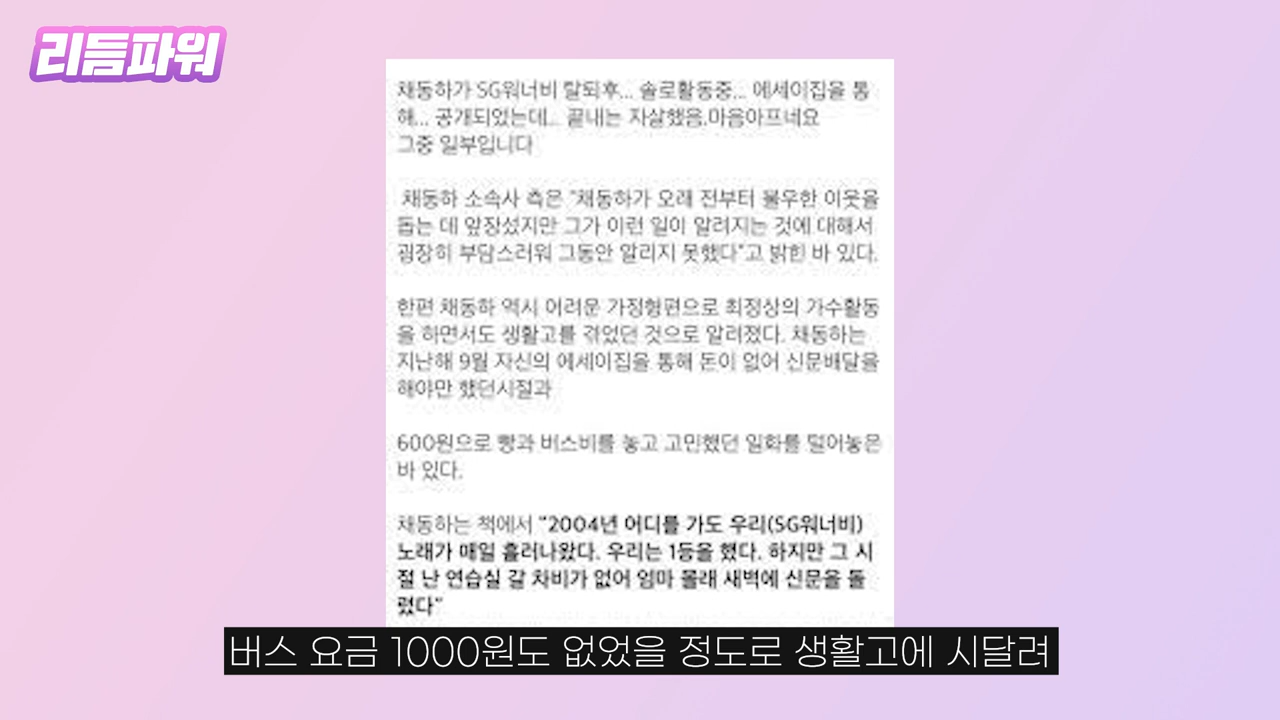 리듬파워
채동하가 SG워너비 탈퇴후... 솔로활동중... 에세이집을 통
해... 공개되었는데... 끝내는 자살했음.마음아프네요
그중 일부입니다
채동하 소속사 측은 "채동하가 오래 전부터 불우한 이웃을
돕는 데 앞장섰지만 그가 이런 일이 알려지는 것에 대해서
굉장히 부담스러워 그동안 알리지 못했다"고 밝힌 바 있다.
한편 채동하 역시 어려운 가정형편으로 최정상의 가수활동
을 하면서도 생활고를 겪었던 것으로 알려졌다. 채동하는
지난해 9월 자신의 에세이집을 통해 돈이 없어 신문배달을
해야만 했던시절과
600원으로 빵과 버스비를 놓고 고민했던 일화를 털어놓은
바 있다.
채동하는 책에서 "2004년 어디를 가도 우리(SG워너비)
노래가 매일 흘러나왔다. 우리는 1등을 했다. 하지만 그 시
절 난 연습실 갈 차비가 없어 엄마 몰래 새벽에 신문을 돌
렸다"
버스 요금 1000원도 없었을 정도로 생활고에 시달려